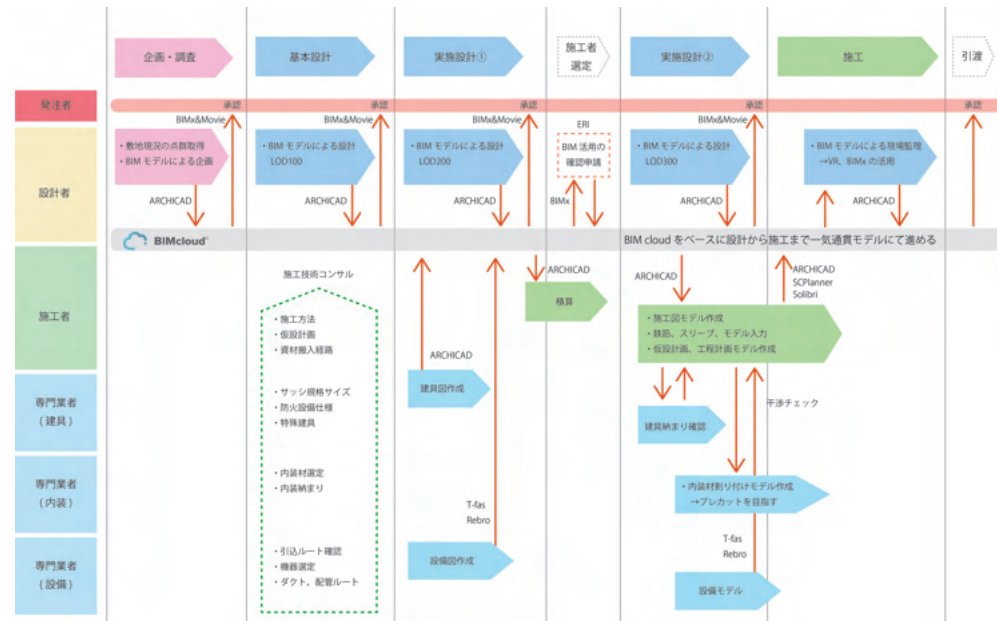 企画・調査
基本設計
実施設計①
施工者
選定
実施設計②
施工
引渡
発注者
承認
承認
承認
承認
承認
BIMx&Movie
BIMx&Movie
BIMx&Movie
BIMx&Movie
設計者
・敷地現況の点群取得
・BIM モデルによる企画
・BIM モデルによる設計
LOD100
・BIM モデルによる設計
LOD200
ERI
BIM 活用の
確認申請
・BIM モデルによる設計
LOD300
・BIM モデルによる現場監理
→VR、BIMx の活用
ARCHICAD
ARCHICAD
ARCHICAD
BIMx
ARCHICAD
ARCHICAD
BIMcloud
BIM cloud をベースに設計から施工まで一気通貫モデルにて進める
施工者
施工技術コンサル
・施工方法
・仮設計画
・資材搬入経路
ARCHICAD
ARCHICAD
積算
ARCHICAD
ARCHICAD
SCPlanner
Solibri
・施工図モデル作成
・鉄筋、スリーブ、モデル入力
・仮設計画、工程計画モデル作成
専門業者
(建具)
・サッシ規格サイズ
・防火設備仕様
・特殊建具
建具図作成
建具納まり確認
干渉チェック
専門業者
(内装)
・内装材選定
・内装納まり
T-fas
Rebro
・内装材割り付けモデル作成
→プレカットを目指す
専門業者
(設備)
・引込ルート確認
・機器選定
・ダクト、配管ルート
設備図作成
T-fas
Rebro
設備モデル